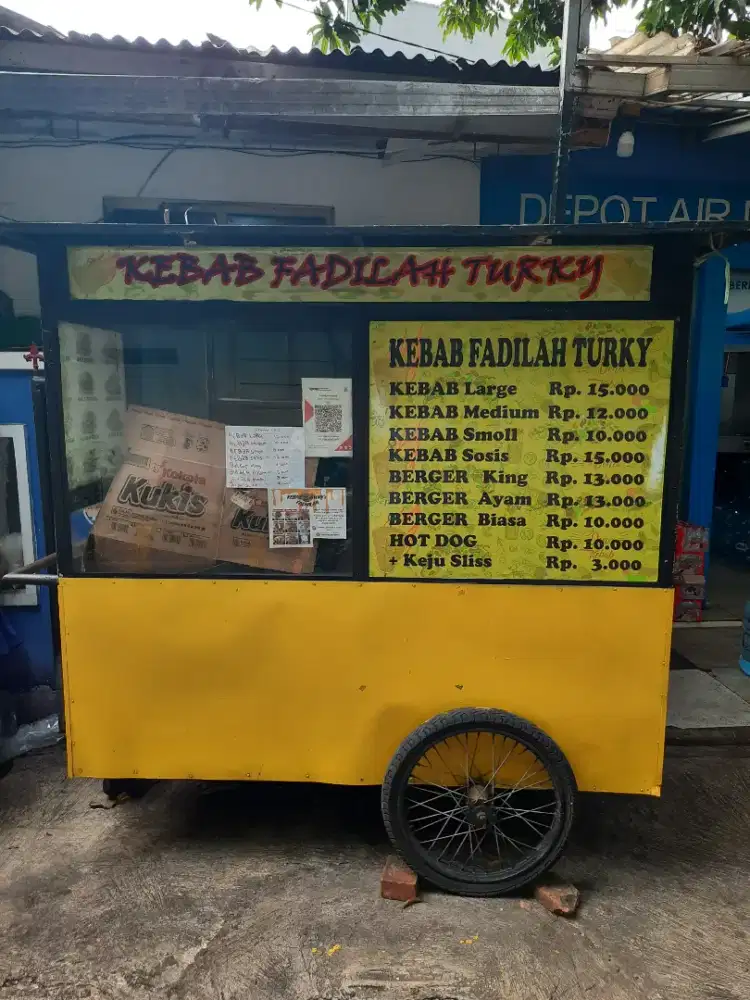 DEPOT AIR
KEBAB FADILAH TURKY
KEBAB FADILAH TURKY
KEBAB Large Rp. 15.000
KEBAB Medium Rp. 12.000
KEBAB Smoll Rp. 10.000
KEBAB Sosis Rp. 15.000
BERGER King Rp. 13.000
BERGER Ayam Rp. 13.000
BERGER Biasa Rp. 10.000
HOT DOG Rp. 10.000
+ Keju Sliss Rp. 3.000
Kokola
Kukis